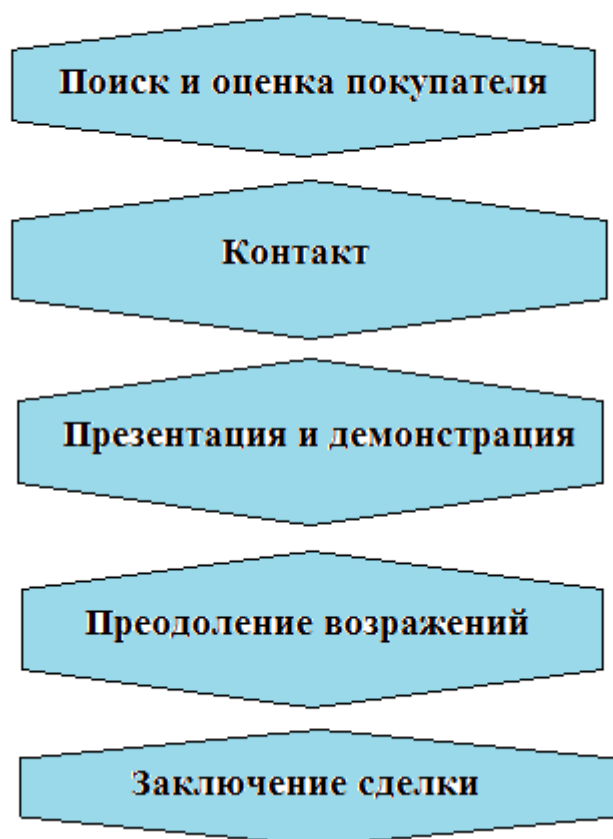 Поиск и оценка покупателя
Контакт
Презентация и демонстрация
Преодоление возражений
Заключение сделки